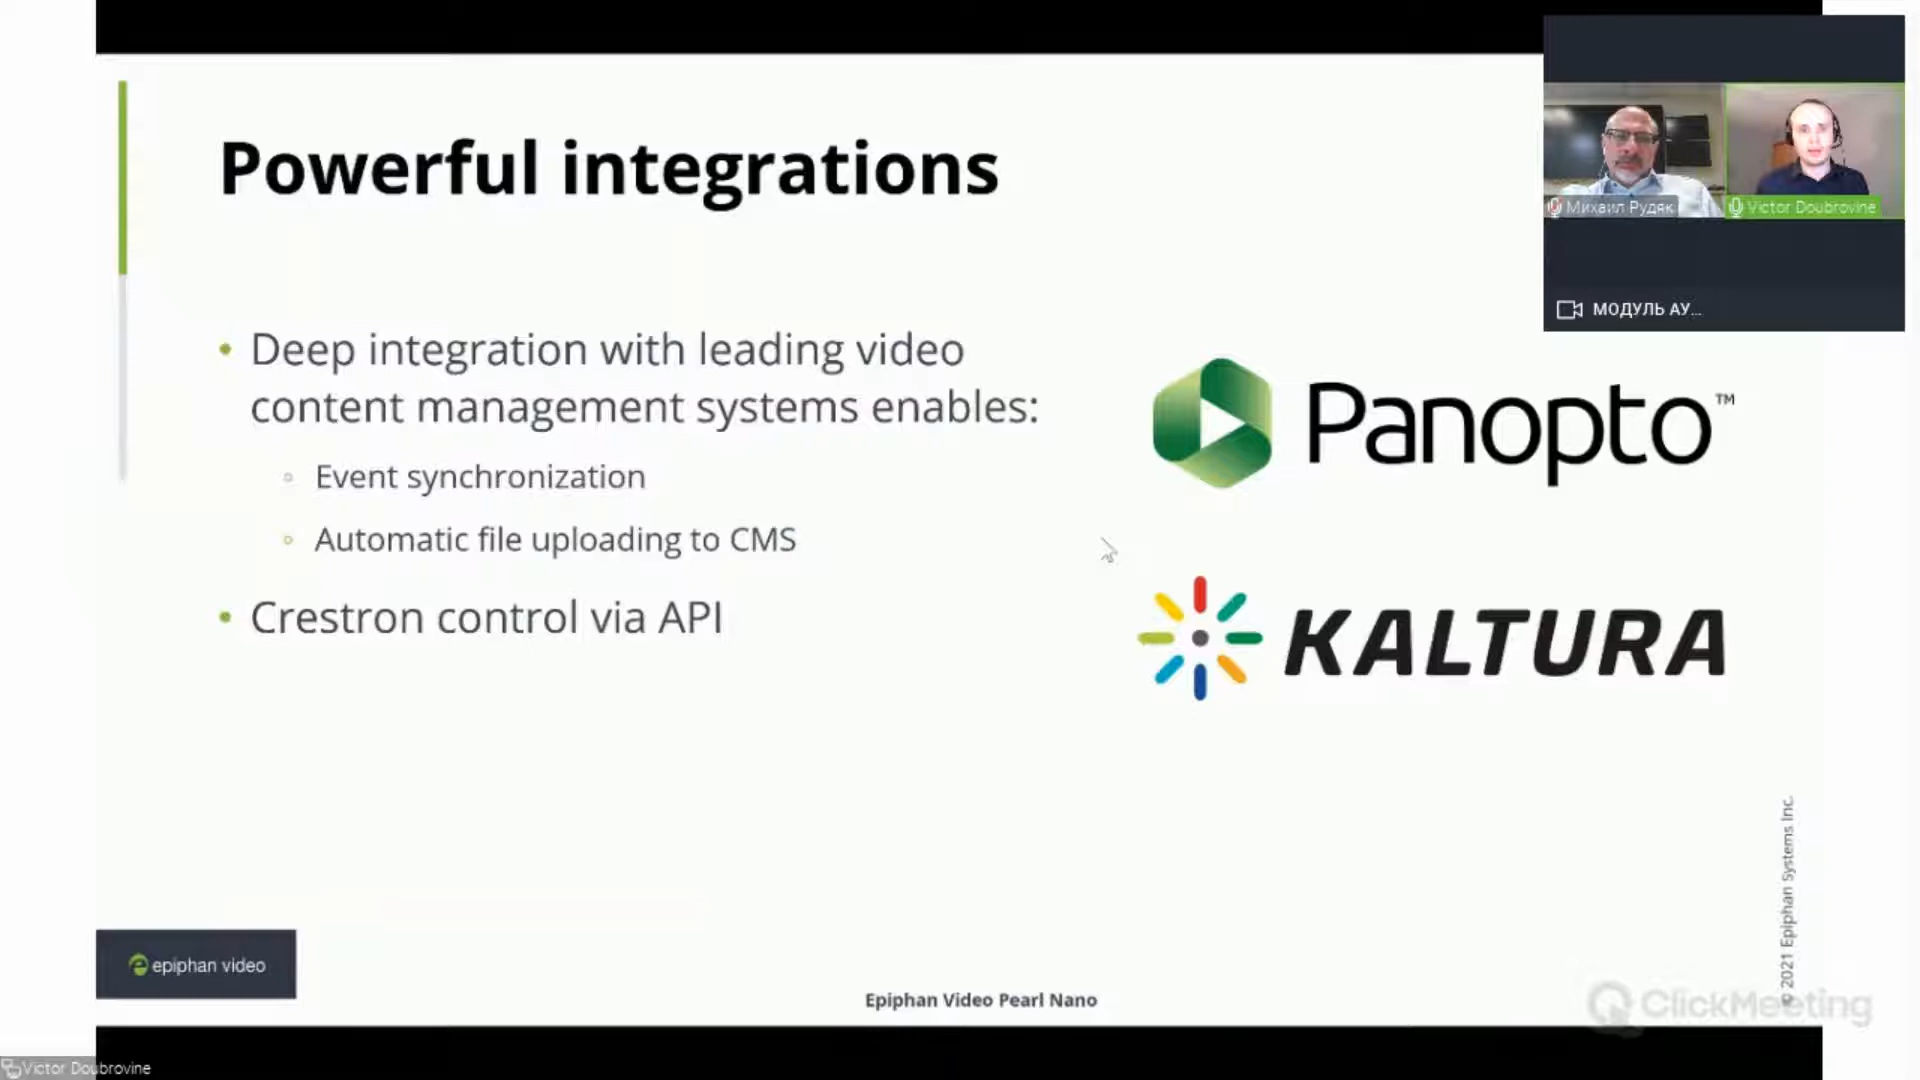 Powerful integrations
Михаил Рудяк
Victor Doubrovine
МОДУЛЬ АУ...
• Deep integration with leading video
content management systems enables:
◦ Event synchronization
◦ Automatic file uploading to CMS
• Crestron control via API
Panopto™
KALTURA
© 2021 Epiphan Systems Inc.
epiphan video
Epiphan Video Pearl Nano
ClickMeeting
Victor Doubrovine